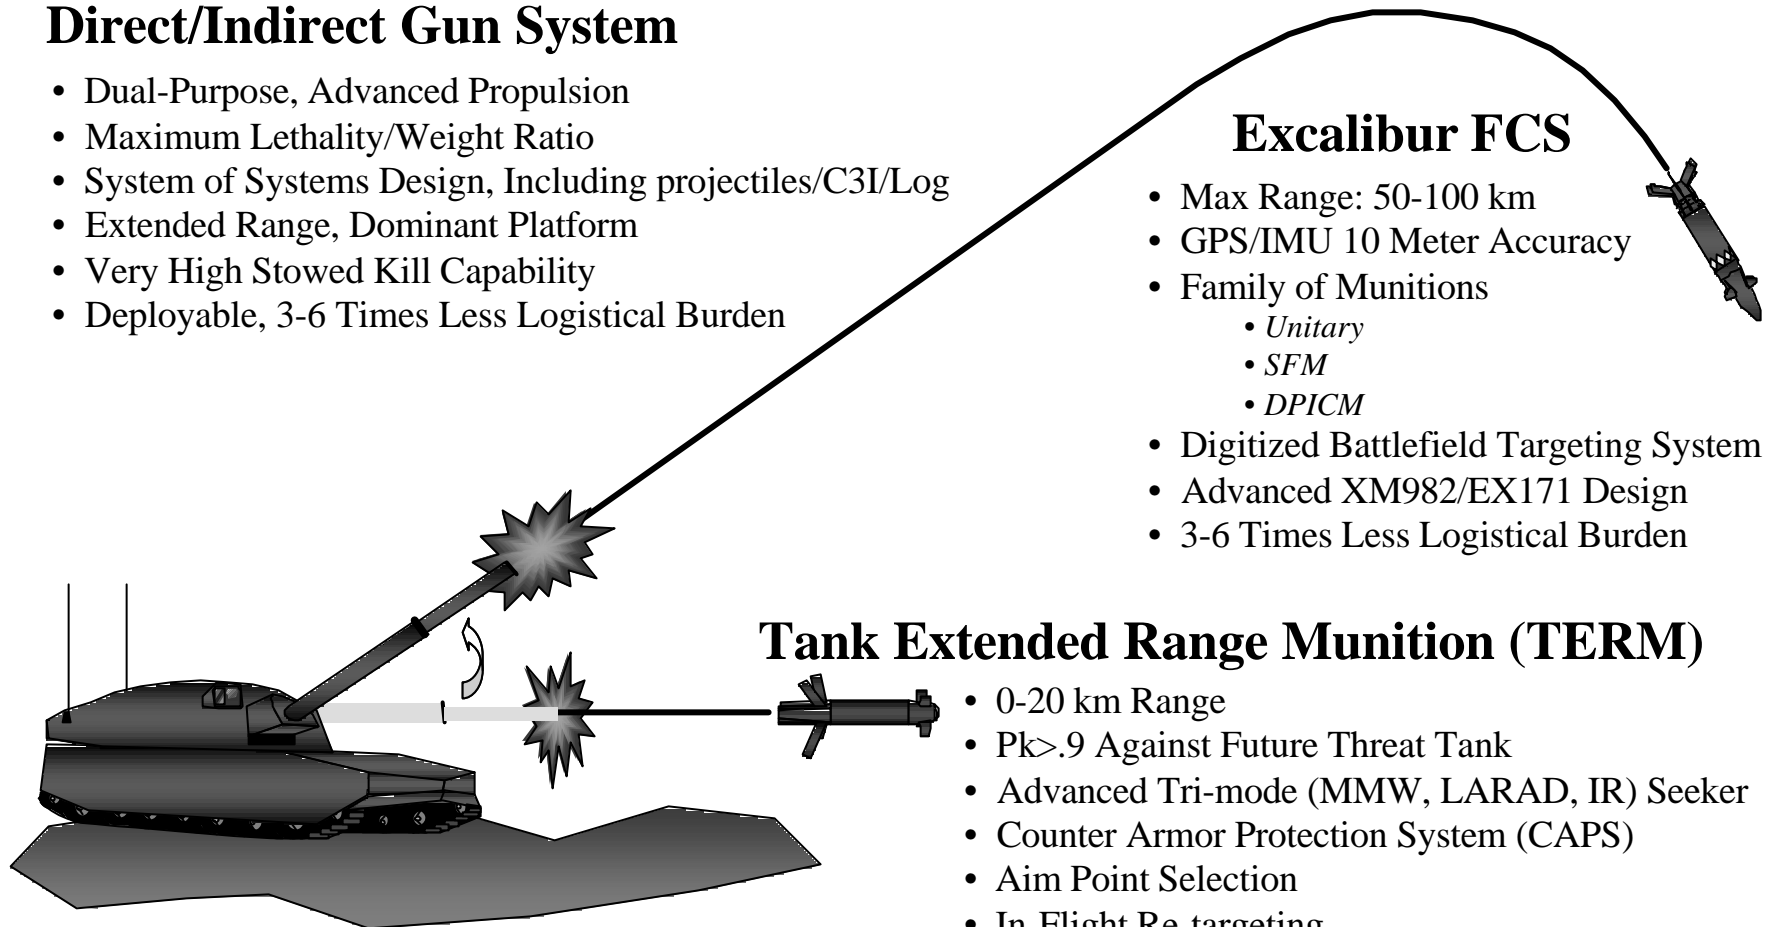 Direct/Indirect Gun System
• Dual-Purpose, Advanced Propulsion
• Maximum Lethality/Weight Ratio
• System of Systems Design, Including projectiles/C3I/Log
• Extended Range, Dominant Platform
• Very High Stowed Kill Capability
• Deployable, 3-6 Times Less Logistical Burden
Excalibur FCS
• Max Range: 50-100 km
• GPS/IMU 10 Meter Accuracy
• Family of Munitions
• Unitary
• SFM
• DPICM
• Digitized Battlefield Targeting System
• Advanced XM982/EX171 Design
• 3-6 Times Less Logistical Burden
Tank Extended Range Munition (TERM)
• 0-20 km Range
• Pk>.9 Against Future Threat Tank
• Advanced Tri-mode (MMW, LARAD, IR) Seeker
• Counter Armor Protection System (CAPS)
• Aim Point Selection
• In-Flight Re-targeting